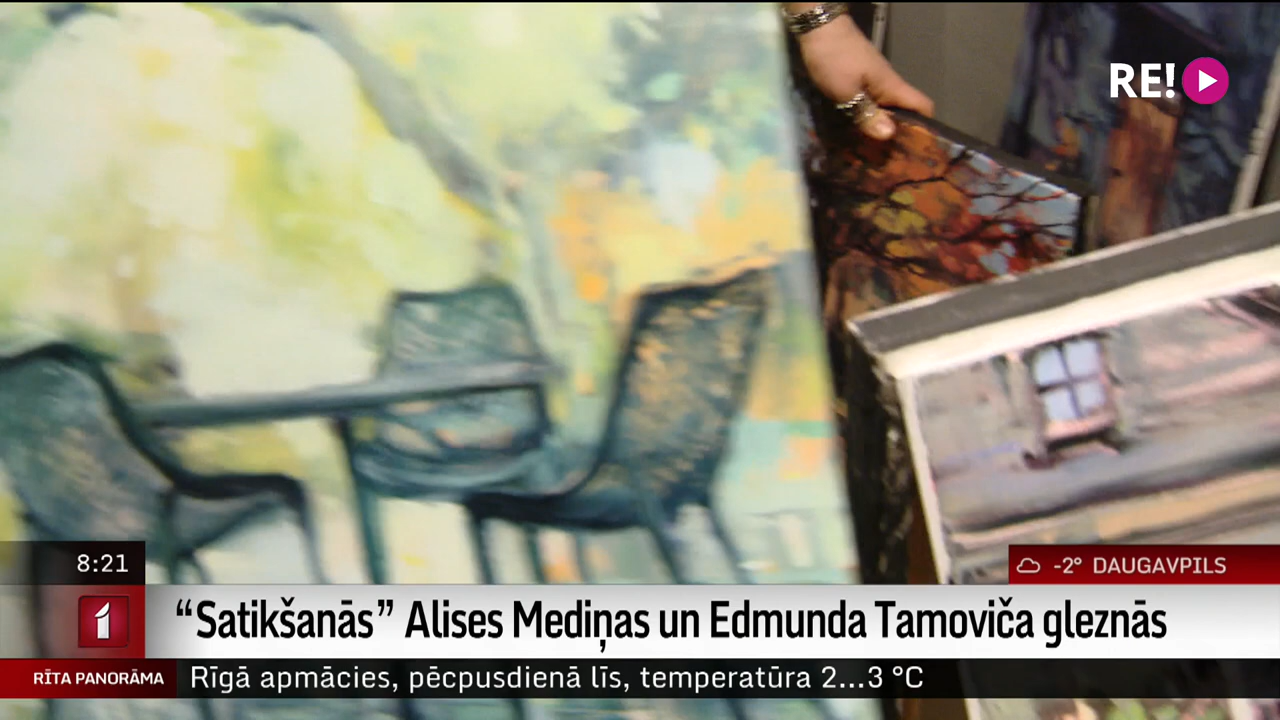 RE!
8:21
-2° DAUGAVPILS
1
“Satikšanās” Alises Mediņas un Edmunda Tamoviča gleznās
RĪTA PANORĀMA
Rīgā apmācies, pēcpusdienā līs, temperatūra 2...3 °C